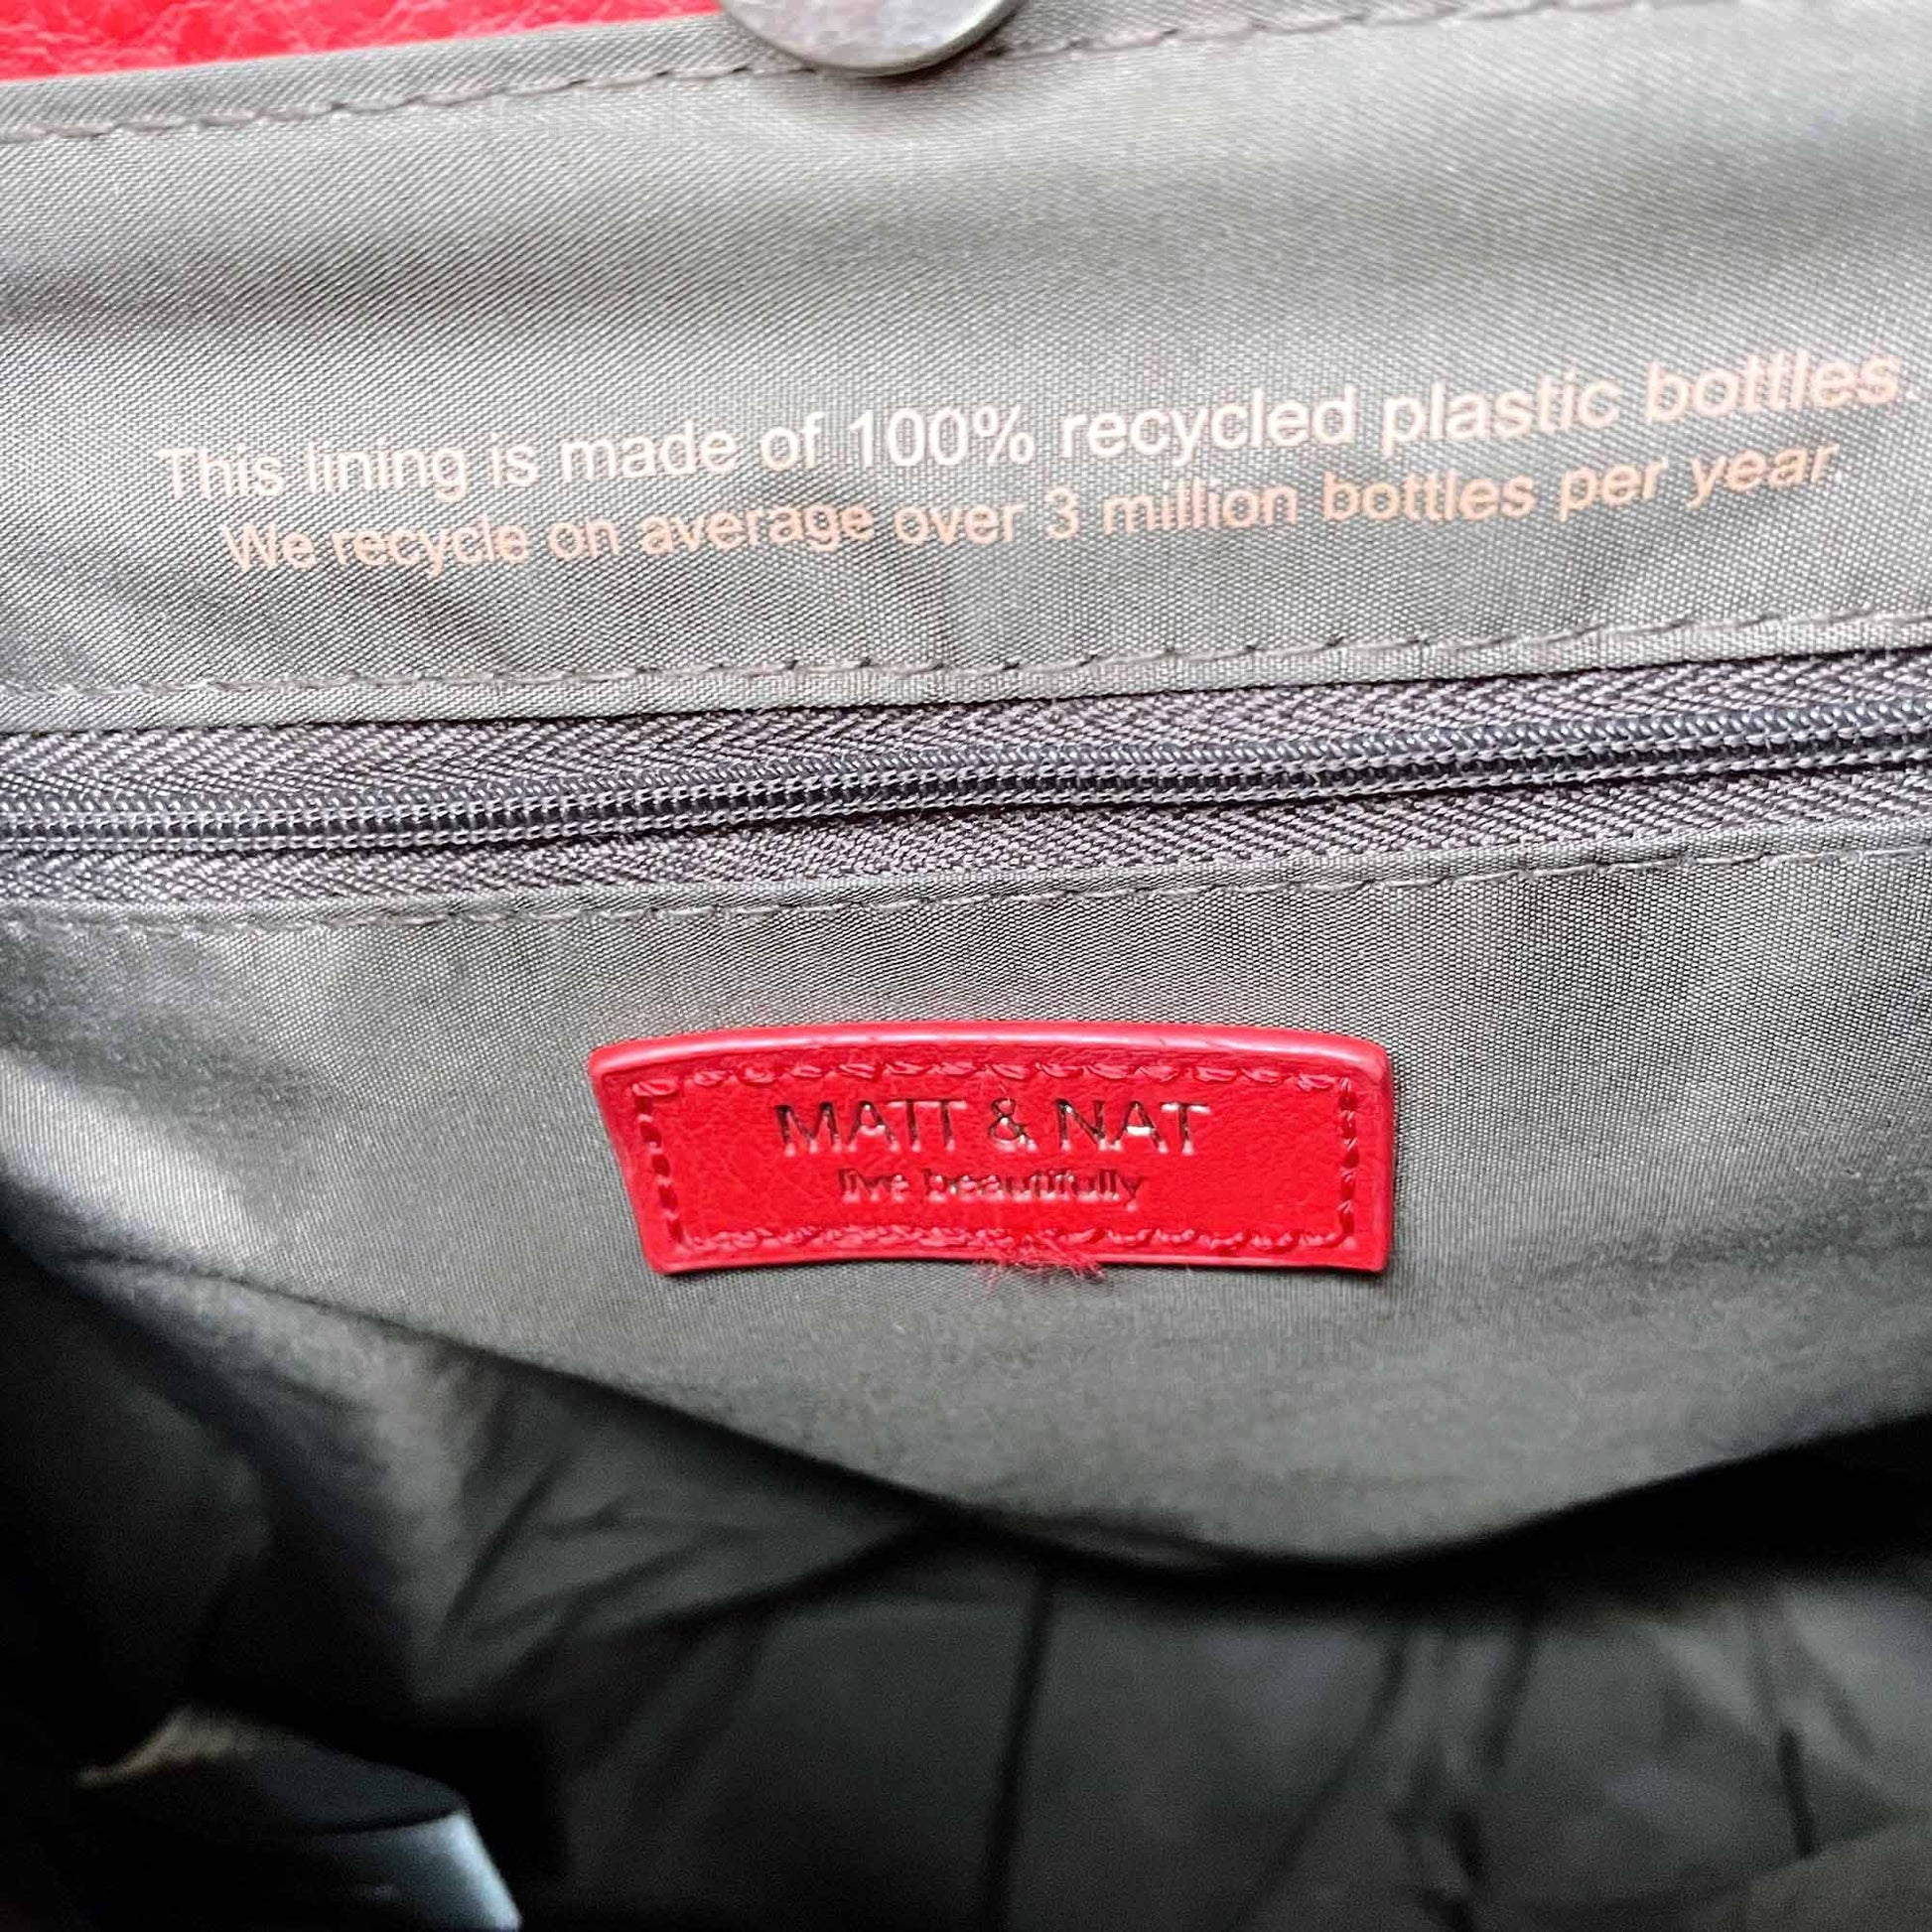 This lining is made of 100% recycled plastic bottles.
We recycle on average over 3 million bottles per year.
MATT & NAT
live beautifully